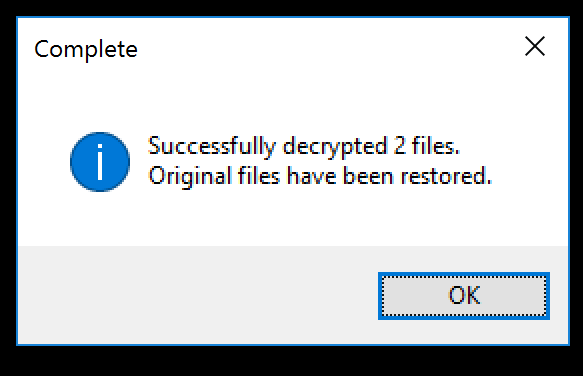 Complete
Successfully decrypted 2 files.
Original files have been restored.
OK